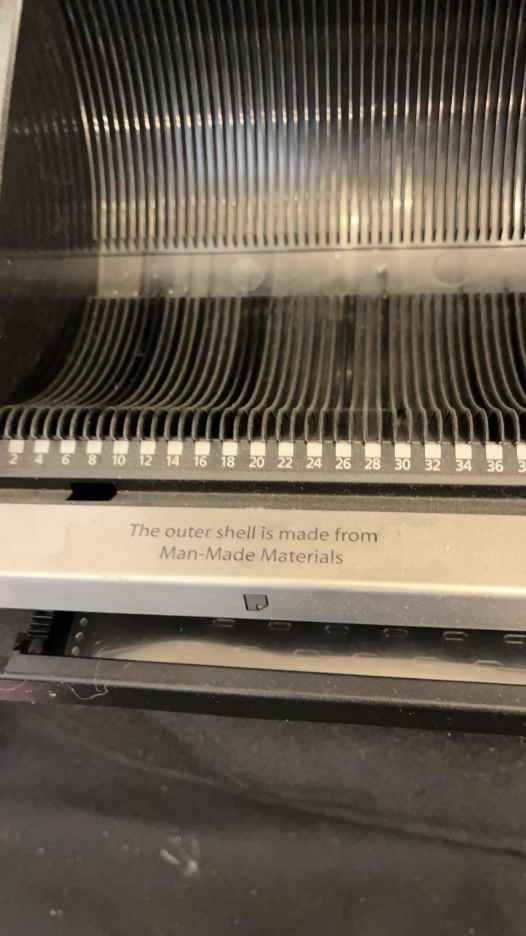 2 4 6 8 10 12 14 16 18 20 22 24 26 28 30 32 34 36
The outer shell is made from
Man-Made Materials